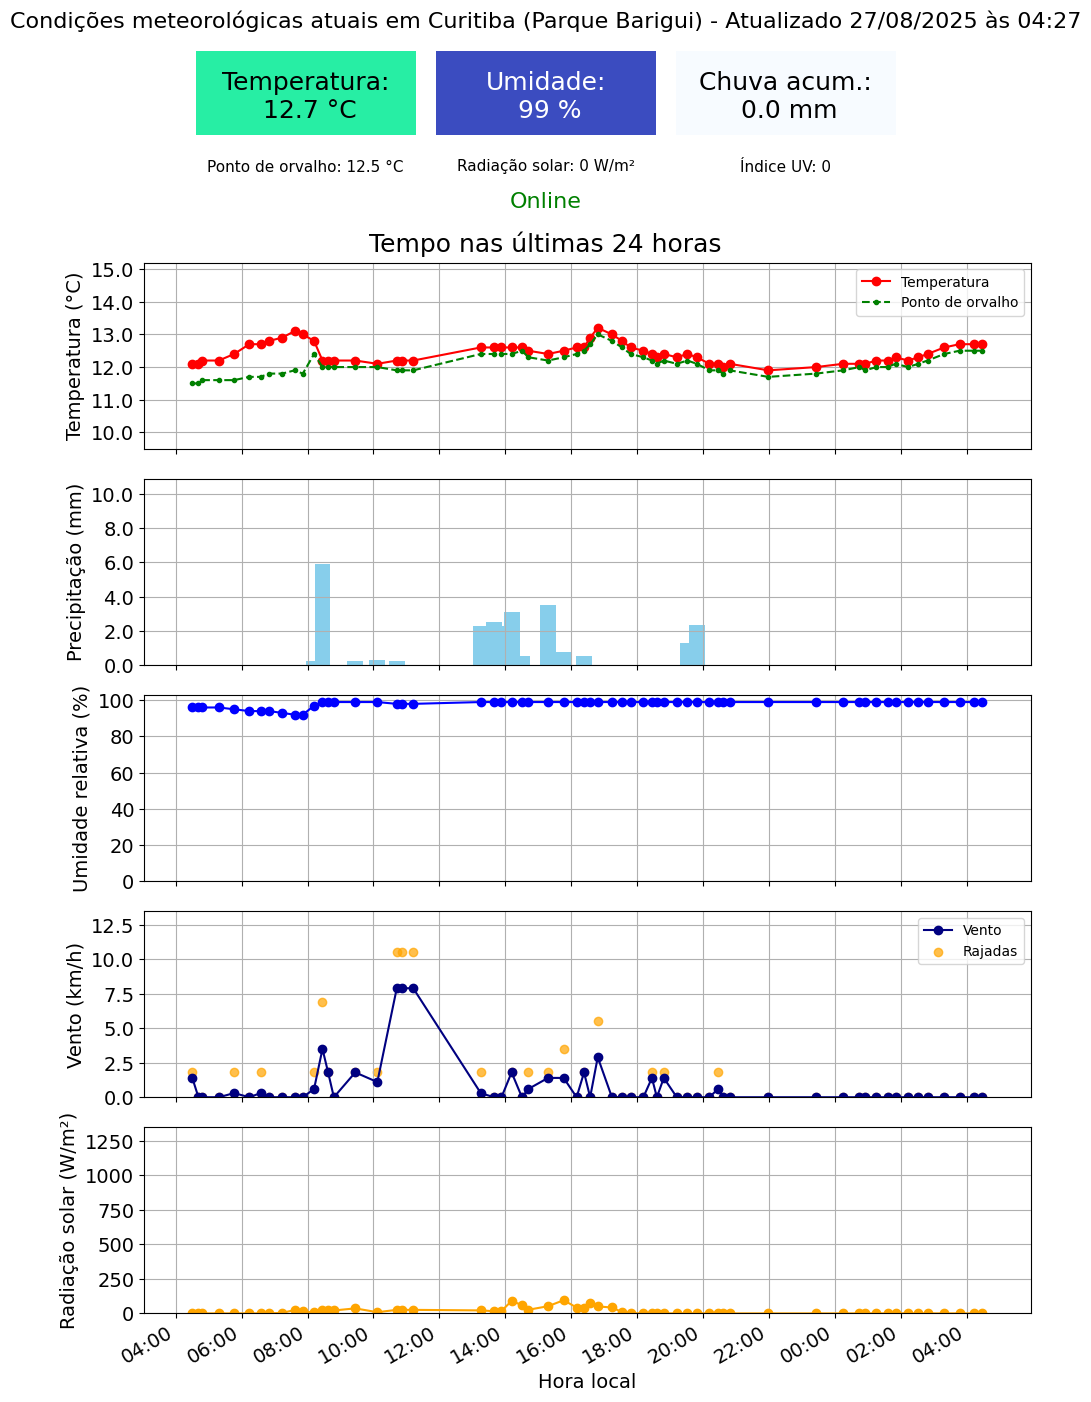 Condições meteorológicas atuais em Curitiba (Parque Barigui) - Atualizado 27/08/2025 às 04:27
Temperatura:
12.7 °C
Umidade:
99 %
Chuva acum.:
0.0 mm
Ponto de orvalho: 12.5 °C
Radiação solar: 0 W/m²
Índice UV: 0
Online
Tempo nas últimas 24 horas
Temperatura (°C)
15.0
14.0
13.0
12.0
11.0
10.0
Temperatura
Ponto de orvalho
Precipitação (mm)
10.0
8.0
6.0
4.0
2.0
0.0
Umidade relativa (%)
100
80
60
40
20
0
Vento (km/h)
12.5
10.0
7.5
5.0
2.5
0.0
Vento
Rajadas
Radiação solar (W/m²)
1250
1000
750
500
250
0
04:00
06:00
08:00
10:00
12:00
14:00
16:00
18:00
20:00
22:00
00:00
02:00
04:00
Hora local